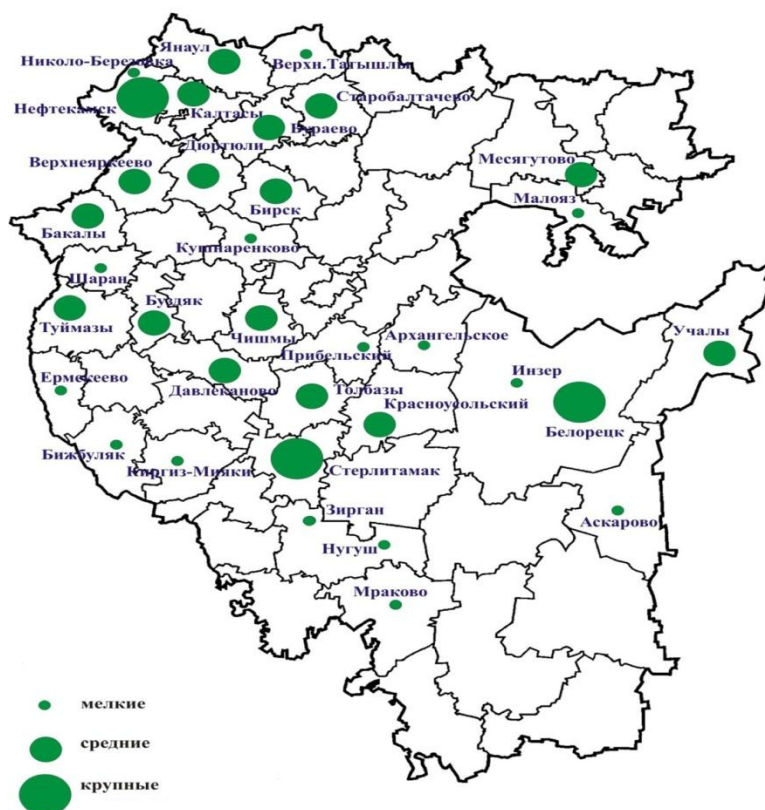 Янаул
Николо-Березовка
Верхн.Татышлы
Нефтекамск
Калтасы
Старобалтачево
Бураево
Дюртюли
Верхнеяркеево
Месягутово
Малояз
Бирск
Бакалы
Кушнаренково
Шаран
Буздяк
Туймазы
Чишмы
Архангельское
Учалы
Прибельский
Инзер
Ермекеево
Давлеканово
Толбазы
Красноусольский
Белорецк
Бижбуляк
Киргиз-Мияки
Стерлитамак
Зирган
Аскарово
Нугуш
Мраково
мелкие
средние
крупные